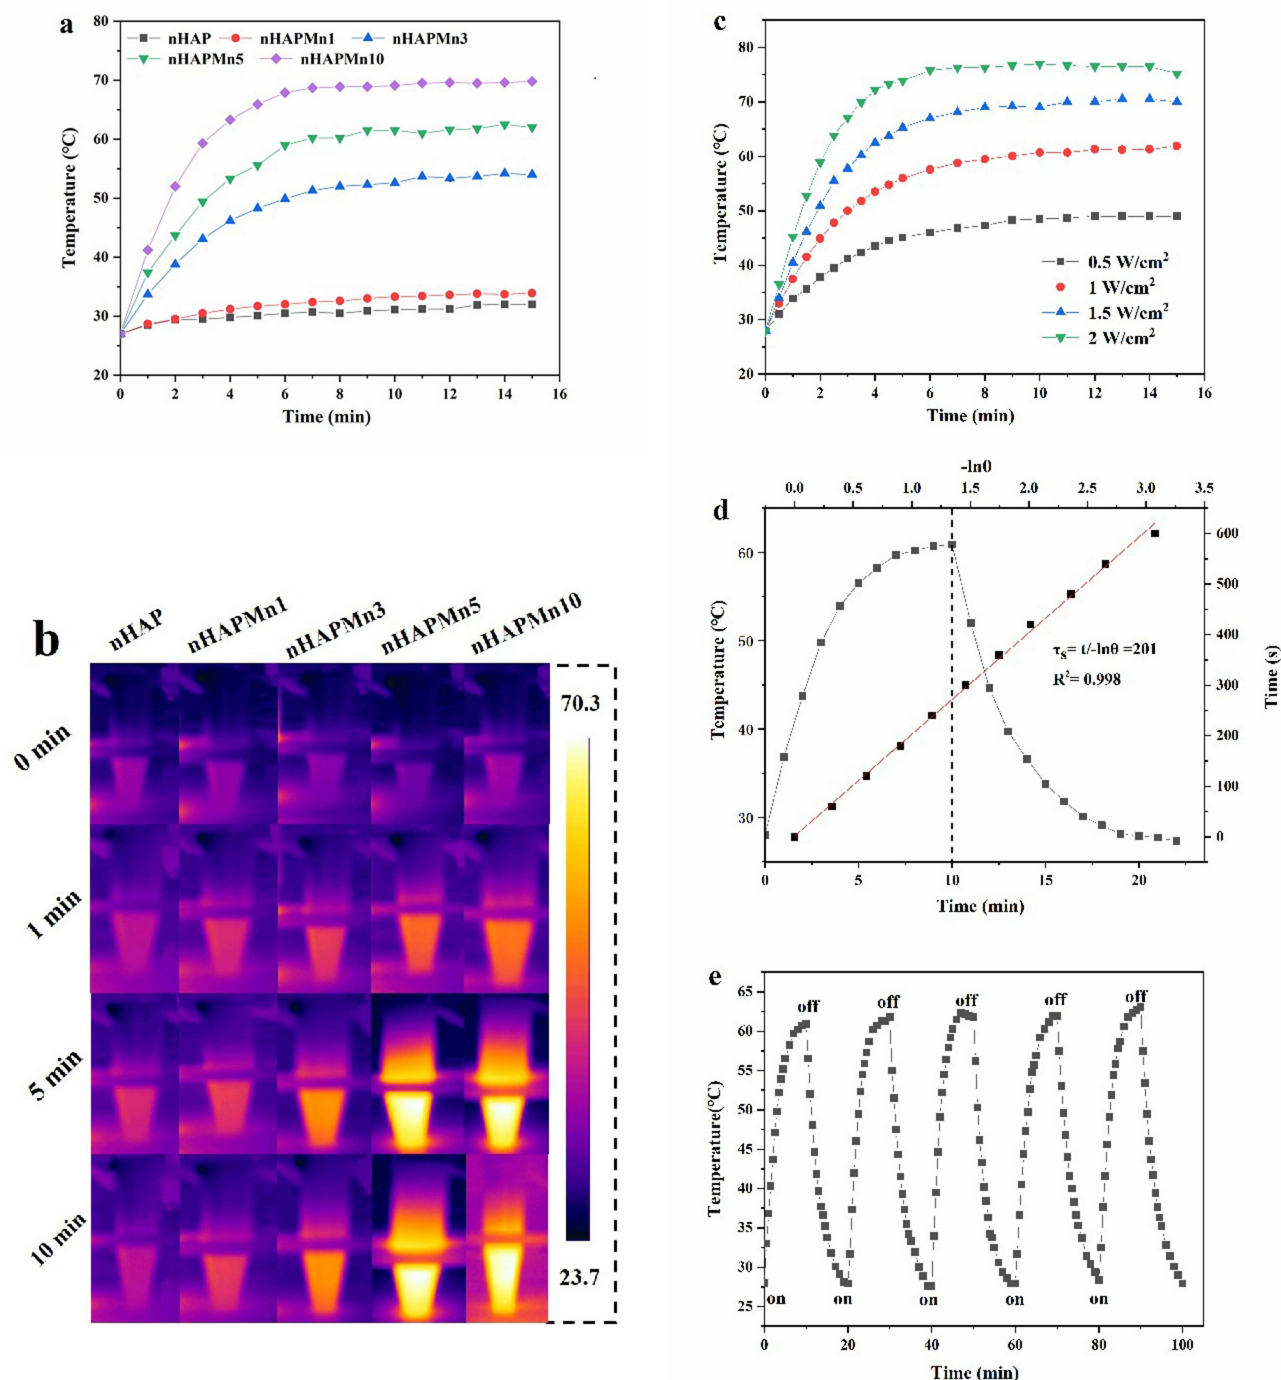 a
nHAP nHAPMn1 nHAPMn3
nHAPMn5 nHAPMn10
80
70
60
50
40
30
20
Temperature (°C)
0 2 4 6 8 10 12 14 16
Time (min)
c
80
70
60
50
40
30
20
Temperature (°C)
0.5 W/cm²
1 W/cm²
1.5 W/cm²
2 W/cm²
0 2 4 6 8 10 12 14 16
Time (min)
b
nHAP nHAPMn1 nHAPMn3 nHAPMn5 nHAPMn10
0 min
1 min
5 min
10 min
70.3
23.7
d
-lnθ
0.0 0.5 1.0 1.5 2.0 2.5 3.0 3.5
60
50
40
30
Temperature (°C)
τs= t/-lnθ =201
R²= 0.998
600
500
400
300
200
100
0
Time (s)
0 5 10 15 20
Time (min)
e
65
60
55
50
45
40
35
30
25
Temperature(°C)
off off off off off
on on on on on
0 20 40 60 80 100
Time (min)